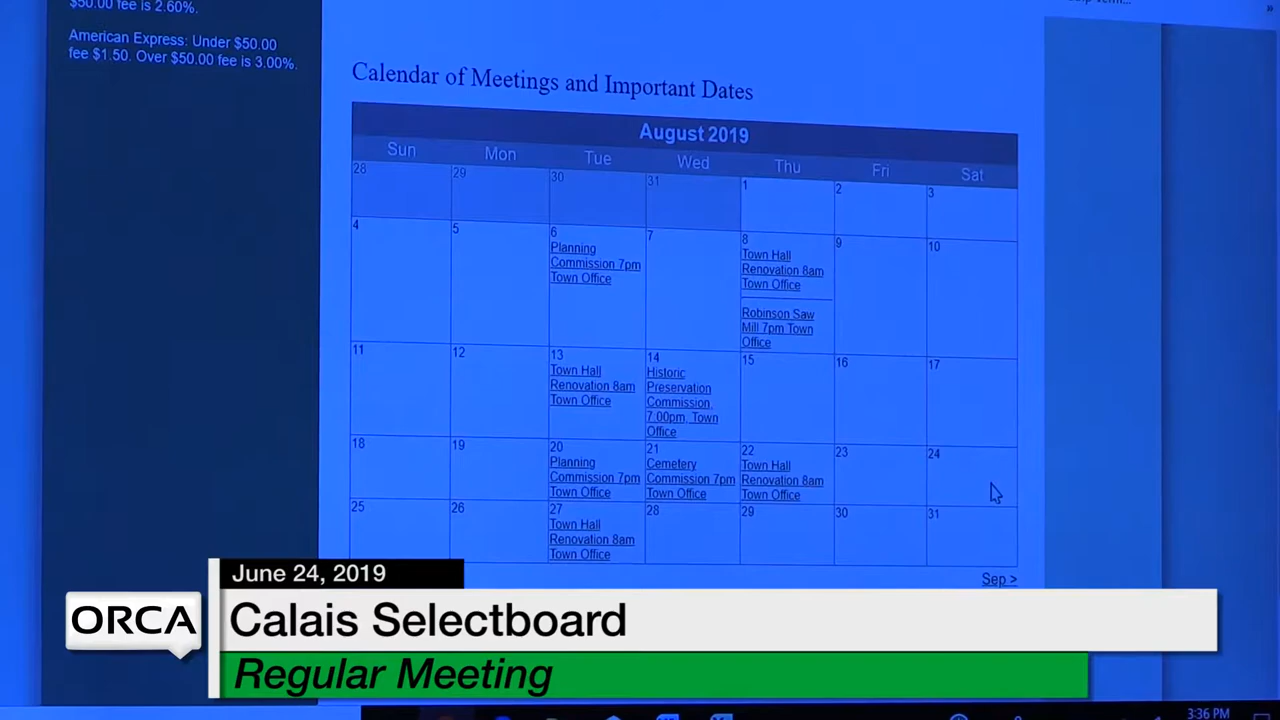 $50.00 fee is 2.60%.
American Express: Under $50.00
fee $1.50. Over $50.00 fee is 3.00%.
Calendar of Meetings and Important Dates
August 2019
Sun Mon Tue Wed Thu Fri Sat
28 29 30 31 1 2 3
4 5 6 7 8 9 10
Planning
Commission 7pm
Town Office
Town Hall
Renovation 8am
Town Office
Robinson Saw
Mill 7pm Town
Office
11 12 13 14 15 16 17
Town Hall
Renovation 8am
Town Office
Historic
Preservation
Commission,
7:00pm, Town
Office
18 19 20 21 22 23 24
Planning
Commission 7pm
Town Office
Cemetery
Commission 7pm
Town Office
Town Hall
Renovation 8am
Town Office
25 26 27 28 29 30 31
Town Hall
Renovation 8am
Town Office
Sep >
June 24, 2019
ORCA
Calais Selectboard
Regular Meeting
3:36 PM